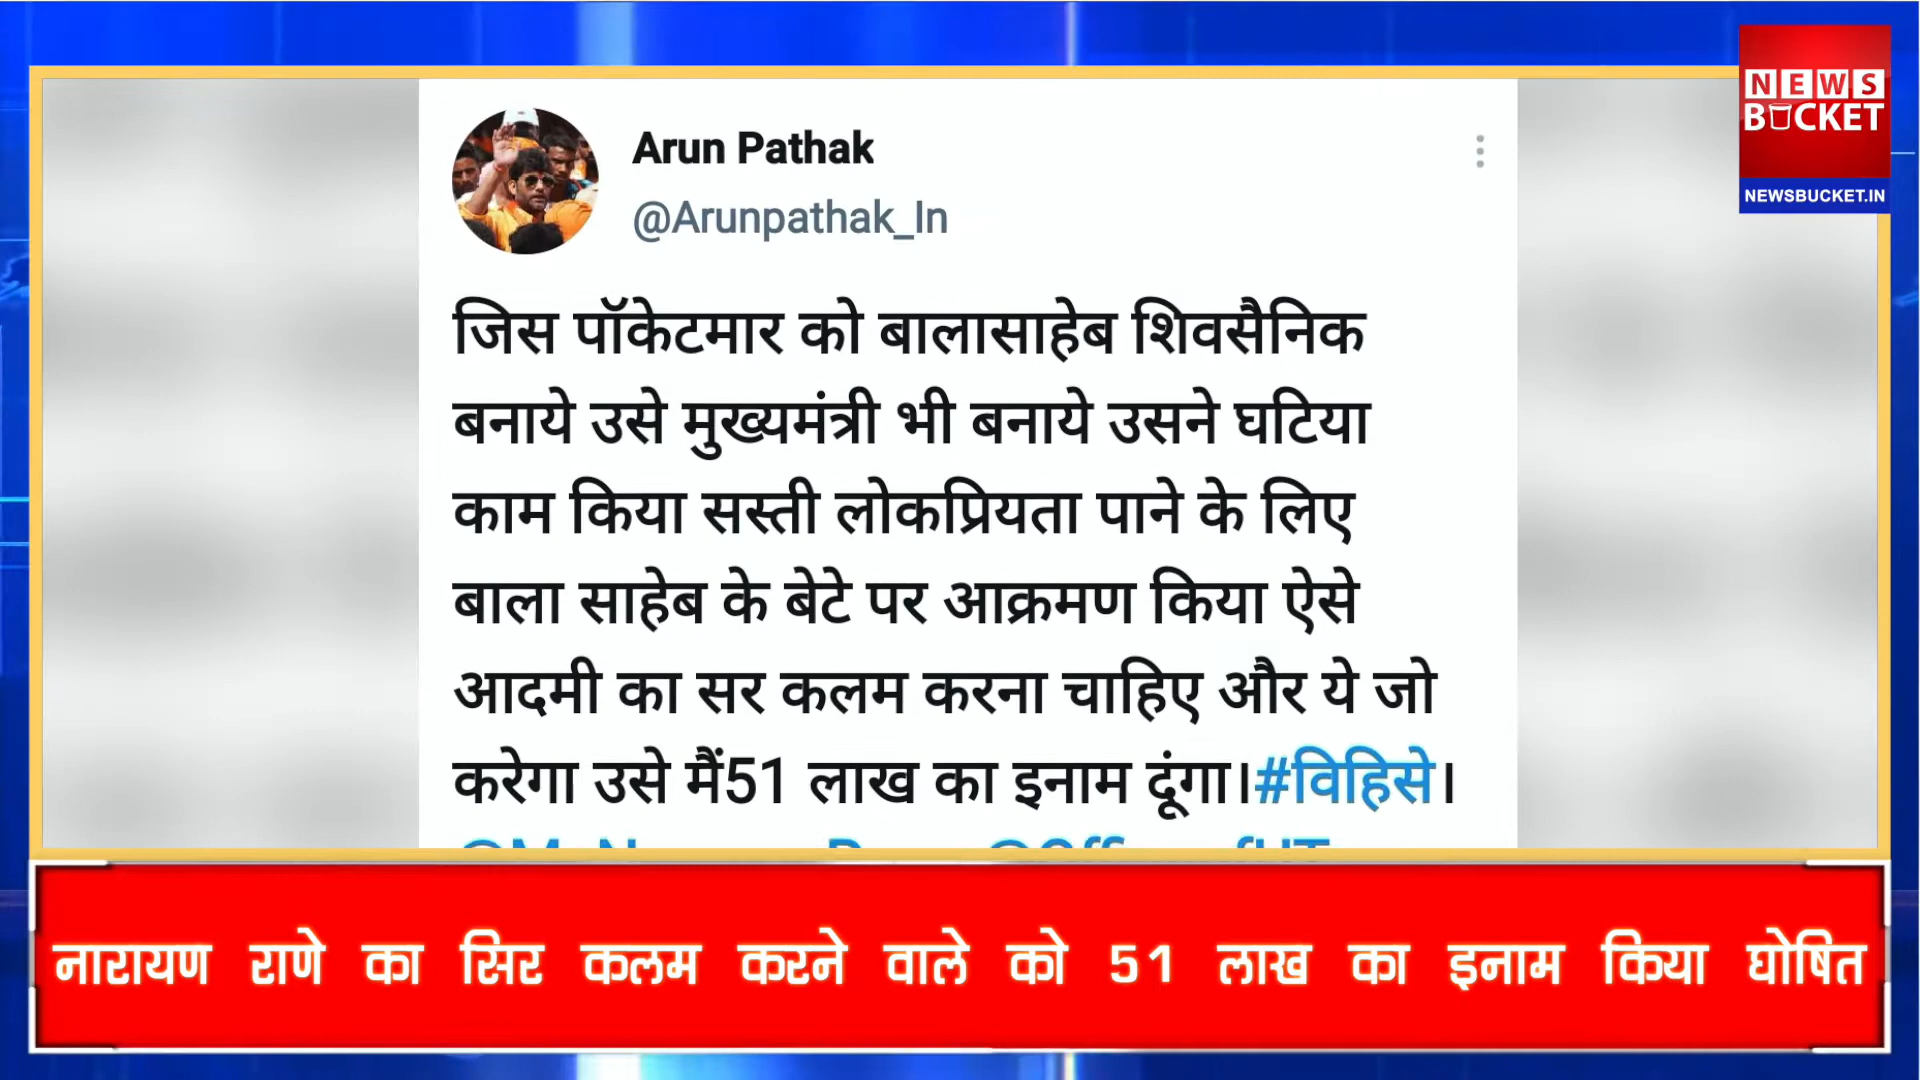 NEWS
BUCKET
NEWSBUCKET.IN
Arun Pathak
@Arunpathak_In
जिस पॉकेटमार को बालासाहेब शिवसैनिक
बनाये उसे मुख्यमंत्री भी बनाये उसने घटिया
काम किया सस्ती लोकप्रियता पाने के लिए
बाला साहेब के बेटे पर आक्रमण किया ऐसे
आदमी का सर कलम करना चाहिए और ये जो
करेगा उसे मैं51 लाख का इनाम दूंगा।#विहिसे।
नारायण राणे का सिर कलम करने वाले को 51 लाख का इनाम किया घोषित